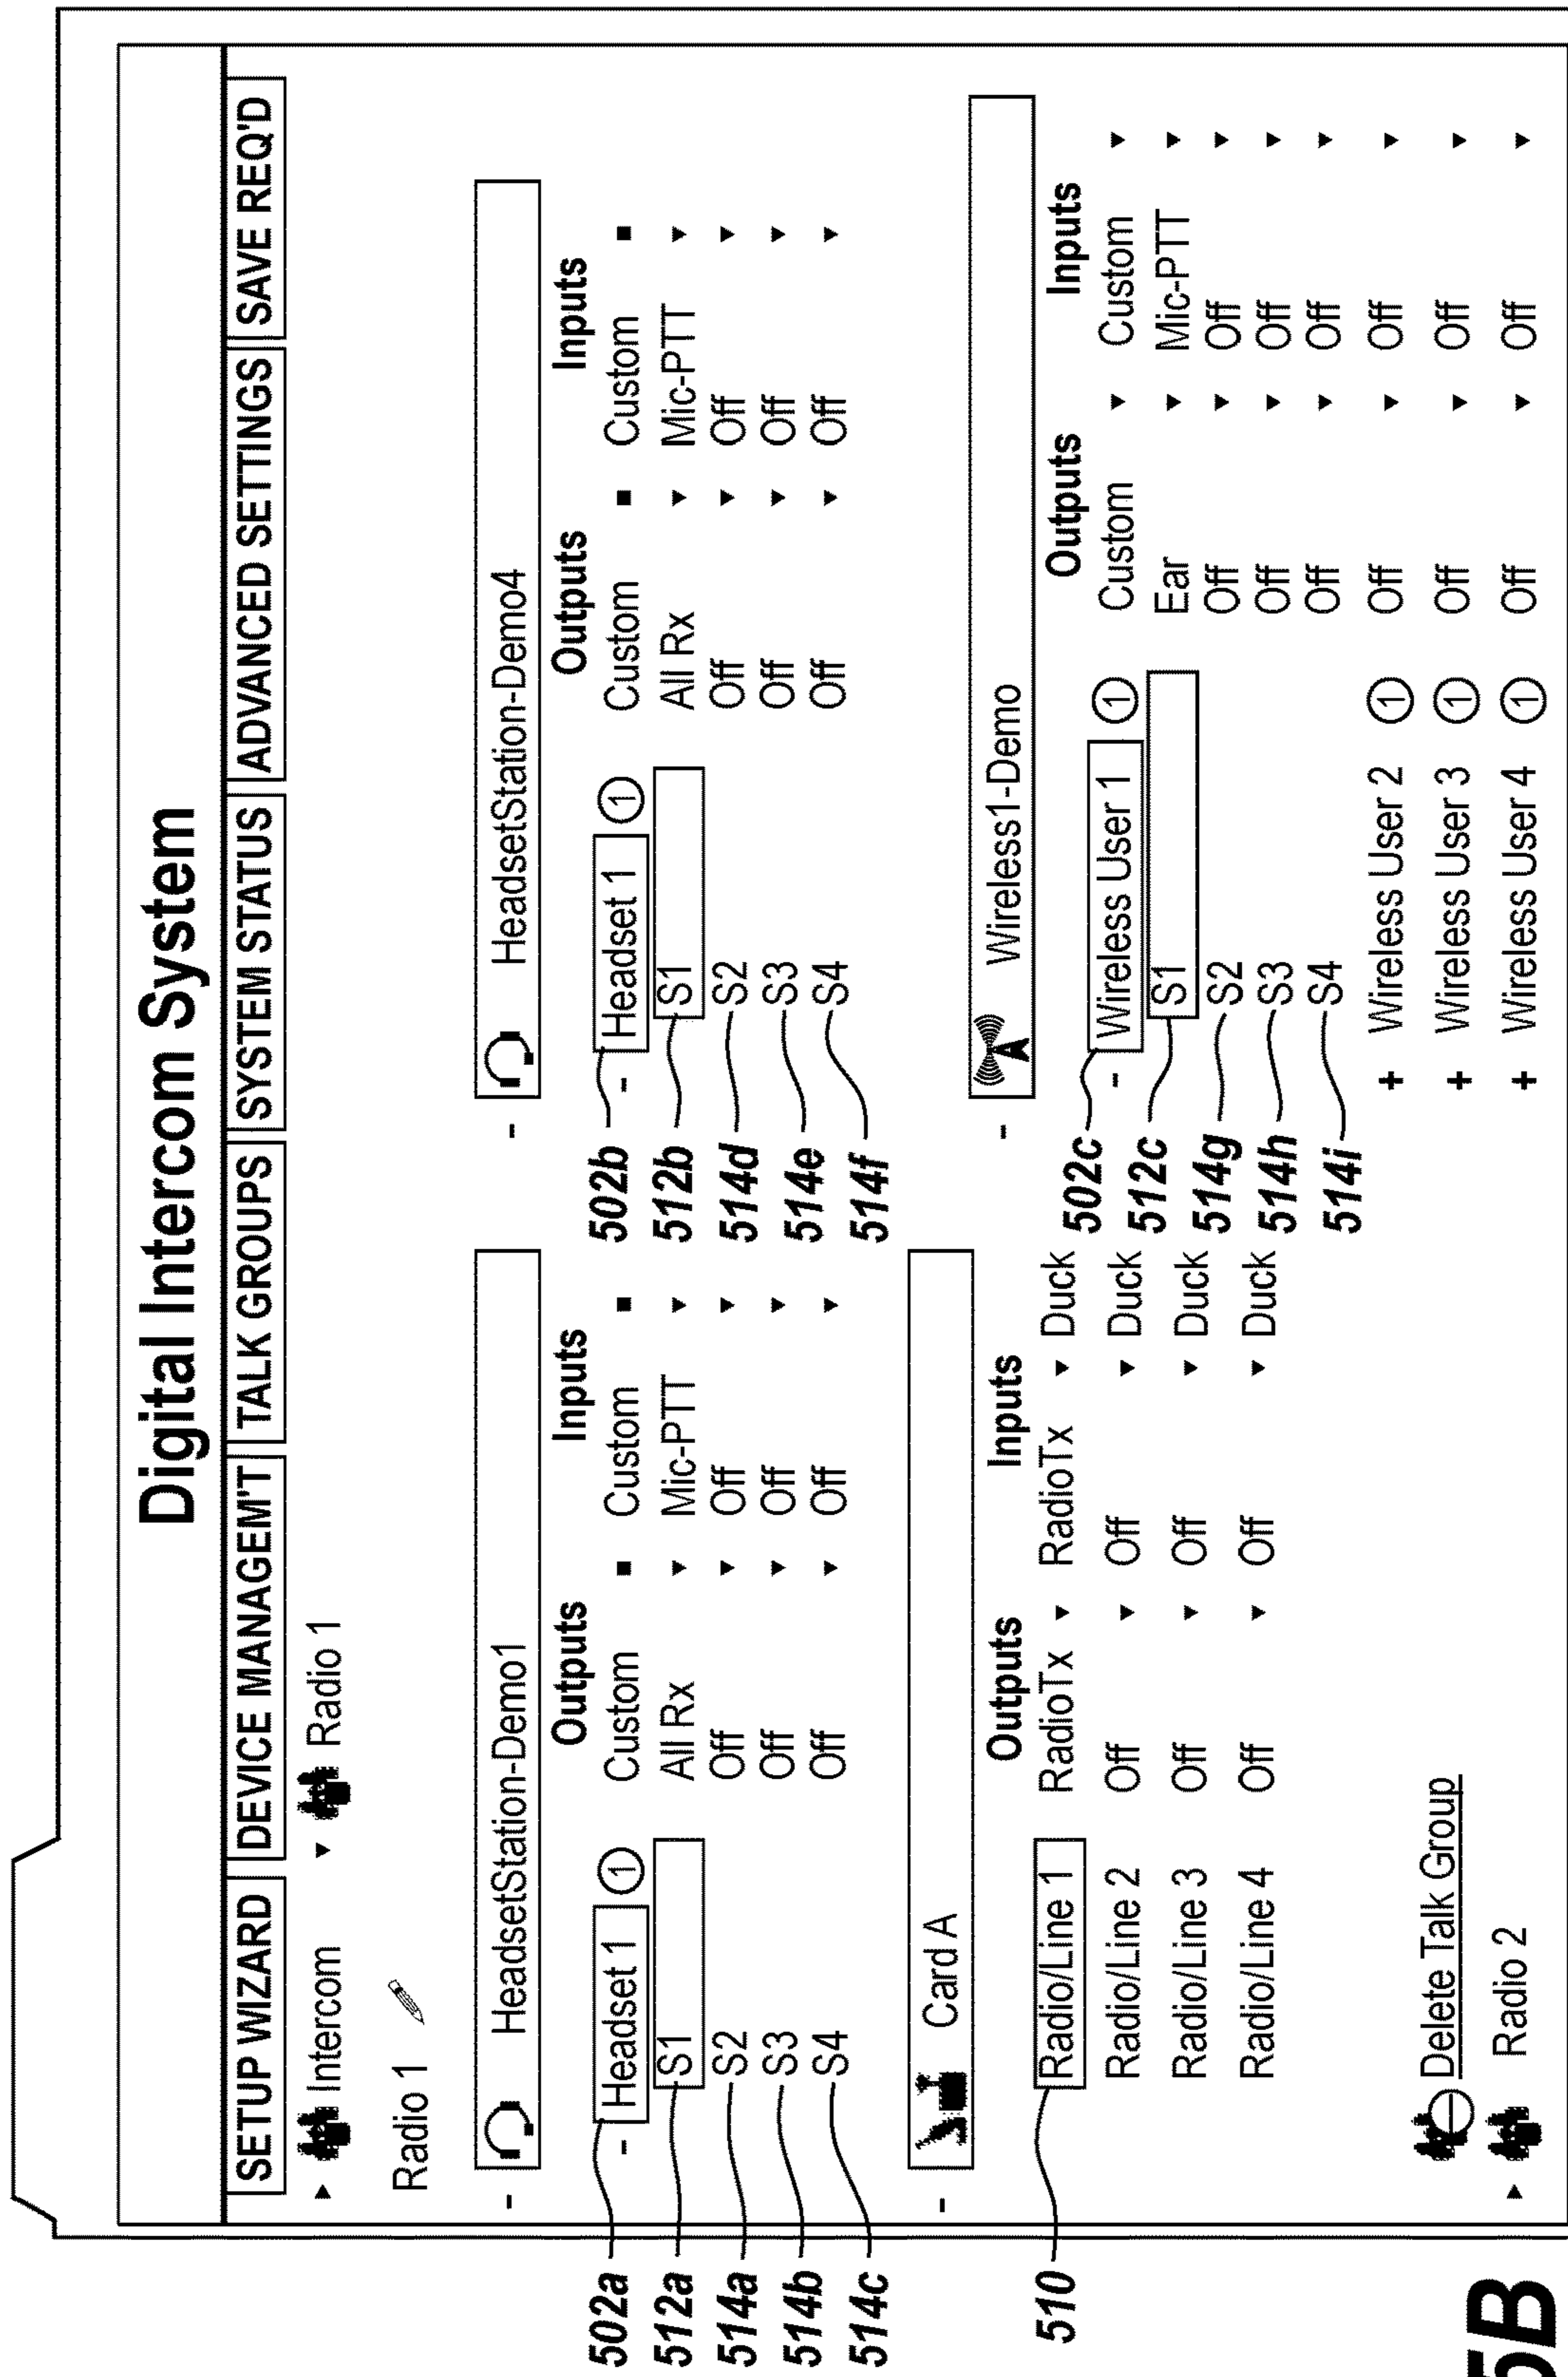 Digital Intercom System
SETUP WIZARD DEVICE MANAGEM'T TALK GROUPS SYSTEM STATUS ADVANCED SETTINGS SAVE REQ'D
▸ Intercom ▾ Radio 1
Radio 1
- HeadsetStation-Demo1
Outputs Inputs
502a - Headset 1 ① Custom ■ Custom ■
512a S1 All Rx ▾ Mic-PTT ▾
514a S2 Off ▾ Off ▾
514b S3 Off ▾ Off ▾
514c S4 Off ▾ Off ▾
- Card A
Outputs Inputs
510 Radio/Line 1 RadioTx ▾ RadioTx ▾ Duck
Radio/Line 2 Off ▾ Off ▾ Duck
Radio/Line 3 Off ▾ Off ▾ Duck
Radio/Line 4 Off ▾ Off ▾ Duck
Delete Talk Group
▸ Radio 2
- HeadsetStation-Demo4
Outputs Inputs
502b - Headset 1 ① Custom ■ Custom ■
512b S1 All Rx ▾ Mic-PTT ▾
514d S2 Off ▾ Off ▾
514e S3 Off ▾ Off ▾
514f S4 Off ▾ Off ▾
- Wireless1-Demo
Outputs Inputs
502c - Wireless User 1 ① Custom ▾ Custom ▾
512c S1 Ear ▾ Mic-PTT ▾
514g S2 Off ▾ Off ▾
514h S3 Off ▾ Off ▾
514i S4 Off ▾ Off ▾
+ Wireless User 2 ① Off ▾ Off ▾
+ Wireless User 3 ① Off ▾ Off ▾
+ Wireless User 4 ① Off ▾ Off ▾
5B